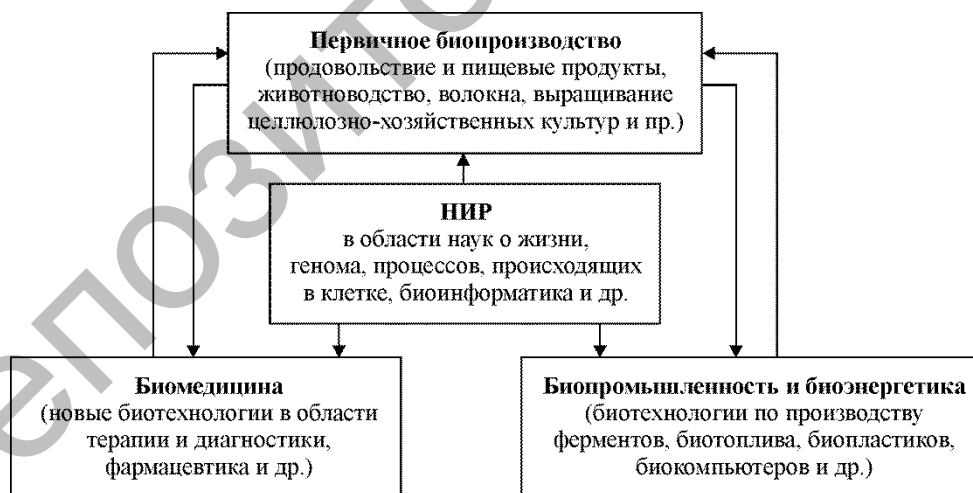 Первичное биопроизводство
(продовольствие и пищевые продукты,
животноводство, волокна, выращивание
целлюлозно-хозяйственных культур и пр.)
НИР
в области наук о жизни,
генома, процессов, происходящих
в клетке, биоинформатика и др.
Биомедицина
(новые биотехнологии в области
терапии и диагностики,
фармацевтика и др.)
Биопромышленность и биоэнергетика
(биотехнологии по производству
ферментов, биотоплива, биопластиков,
биокомпьютеров и др.)